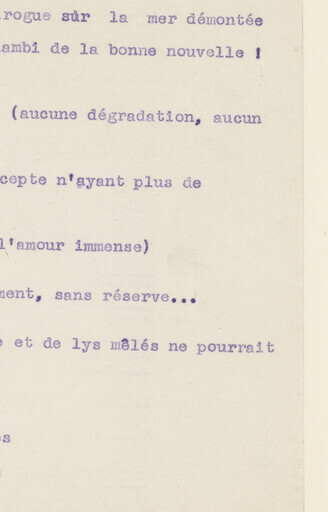 rogue sûr la mer démontée
ambi de la bonne nouvelle !
(aucune dégradation, aucun
cepte n'ayant plus de
l'amour immense)
ment, sans réserve...
et de lys mêlés ne pourrait
s